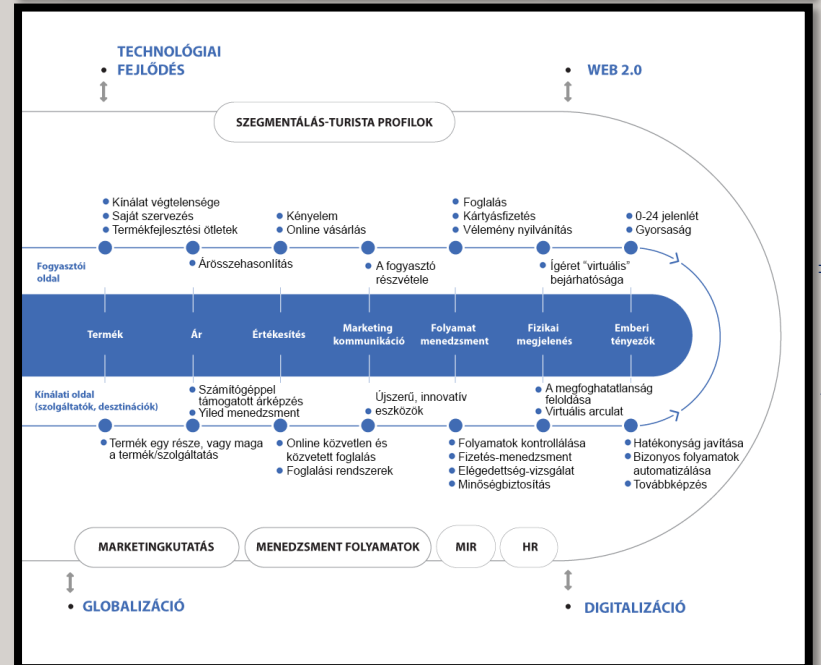 TECHNOLÓGIAI
• FEJLŐDÉS
• WEB 2.0
SZEGMENTÁLÁS-TURISTA PROFILOK
• Kínálat végtelensége
• Saját szervezés
• Termékfejlesztési ötletek
• Kényelem
• Online vásárlás
• Foglalás
• Kártyásfizetés
• Vélemény nyilvánítás
• 0-24 jelenlét
• Gyorsaság
Fogyasztói
oldal
• Árösszehasonlítás
• A fogyasztó
részvétele
• Ígéret "virtuális"
bejárhatósága
Termék
Ár
Értékesítés
Marketing
kommunikáció
Folyamat
menedzsment
Fizikai
megjelenés
Emberi
tényezők
Kínálati oldal
(szolgáltatók, desztinációk)
• Számítógéppel
támogatott árképzés
• Yiled menedzsment
Újszerű, innovatív
• eszközök
• A megfoghatatlanság
feloldása
• Virtuális arculat
• Termék egy része, vagy maga
a termék/szolgáltatás
• Online közvetlen és
közvetett foglalás
• Foglalási rendszerek
• Folyamatok kontrollálása
• Fizetés-menedzsment
• Elégedettség-vizsgálat
• Minőségbiztosítás
• Hatékonyság javítása
• Bizonyos folyamatok
automatizálása
• Továbbképzés
MARKETINGKUTATÁS
MENEDZSMENT FOLYAMATOK
MIR
HR
• GLOBALIZÁCIÓ
• DIGITALIZÁCIÓ